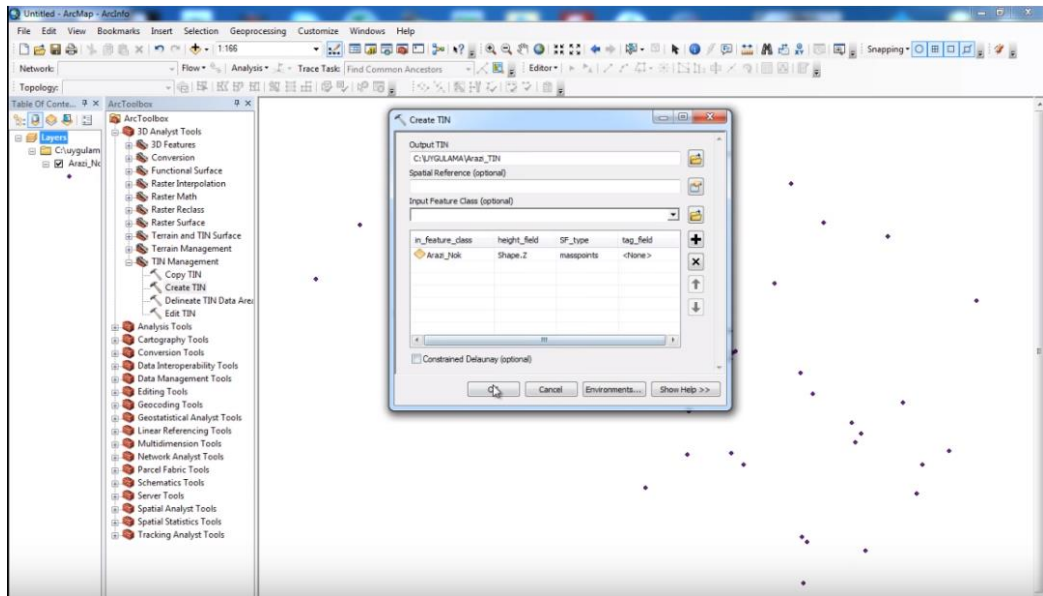 Untitled - ArcMap - ArcInfo
File Edit View Bookmarks Insert Selection Geoprocessing Customize Windows Help
1:166
Snapping
Network: Flow Analysis Trace Task: Find Common Ancestors Editor
Topology:
Table Of Conte...
Layers
C:\uygulam
Arazi_No
ArcToolbox
ArcToolbox
3D Analyst Tools
3D Features
Conversion
Functional Surface
Raster Interpolation
Raster Math
Raster Reclass
Raster Surface
Terrain and TIN Surface
Terrain Management
TIN Management
Copy TIN
Create TIN
Delineate TIN Data Area
Edit TIN
Analysis Tools
Cartography Tools
Conversion Tools
Data Interoperability Tools
Data Management Tools
Editing Tools
Geocoding Tools
Geostatistical Analyst Tools
Linear Referencing Tools
Multidimension Tools
Network Analyst Tools
Parcel Fabric Tools
Schematics Tools
Server Tools
Spatial Analyst Tools
Spatial Statistics Tools
Tracking Analyst Tools
Create TIN
Output TIN
C:\UYGULAMA\Arazi_TIN
Spatial Reference (optional)
Input Feature Class (optional)
in_feature_class height_field SF_type tag_field
Arazi_Nok Shape.Z masspoints <None>
Constrained Delaunay (optional)
Cancel Environments... Show Help >>